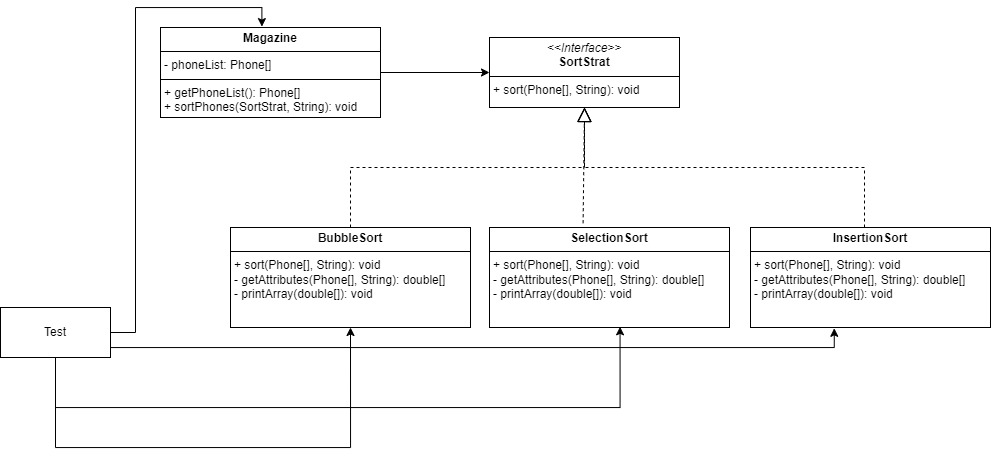 Magazine
- phoneList: Phone[]
+ getPhoneList(): Phone[]
+ sortPhones(SortStrat, String): void
<<Interface>>
SortStrat
+ sort(Phone[], String): void
BubbleSort
+ sort(Phone[], String): void
- getAttributes(Phone[], String): double[]
- printArray(double[]): void
SelectionSort
+ sort(Phone[], String): void
- getAttributes(Phone[], String): double[]
- printArray(double[]): void
InsertionSort
+ sort(Phone[], String): void
- getAttributes(Phone[], String): double[]
- printArray(double[]): void
Test